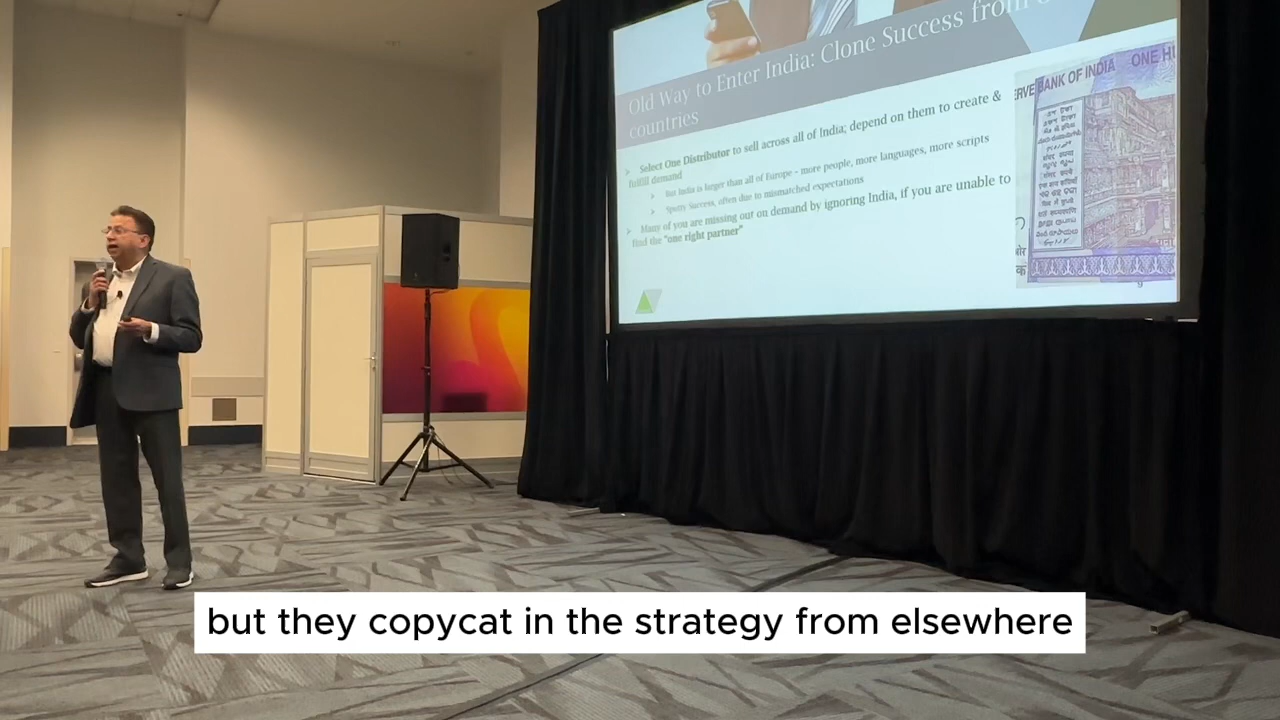 Old Way to Enter India: Clone Success from
countries
Select One Distributor to sell across all of India; depend on them to create &
fulfill demand
But India is larger than all of Europe - more people, more languages, more scripts
Spotty Success, often due to mismatched expectations
Many of you are missing out on demand by ignoring India, if you are unable to
find the "one right partner"
ERVE BANK OF INDIA ONE HU
9
but they copycat in the strategy from elsewhere